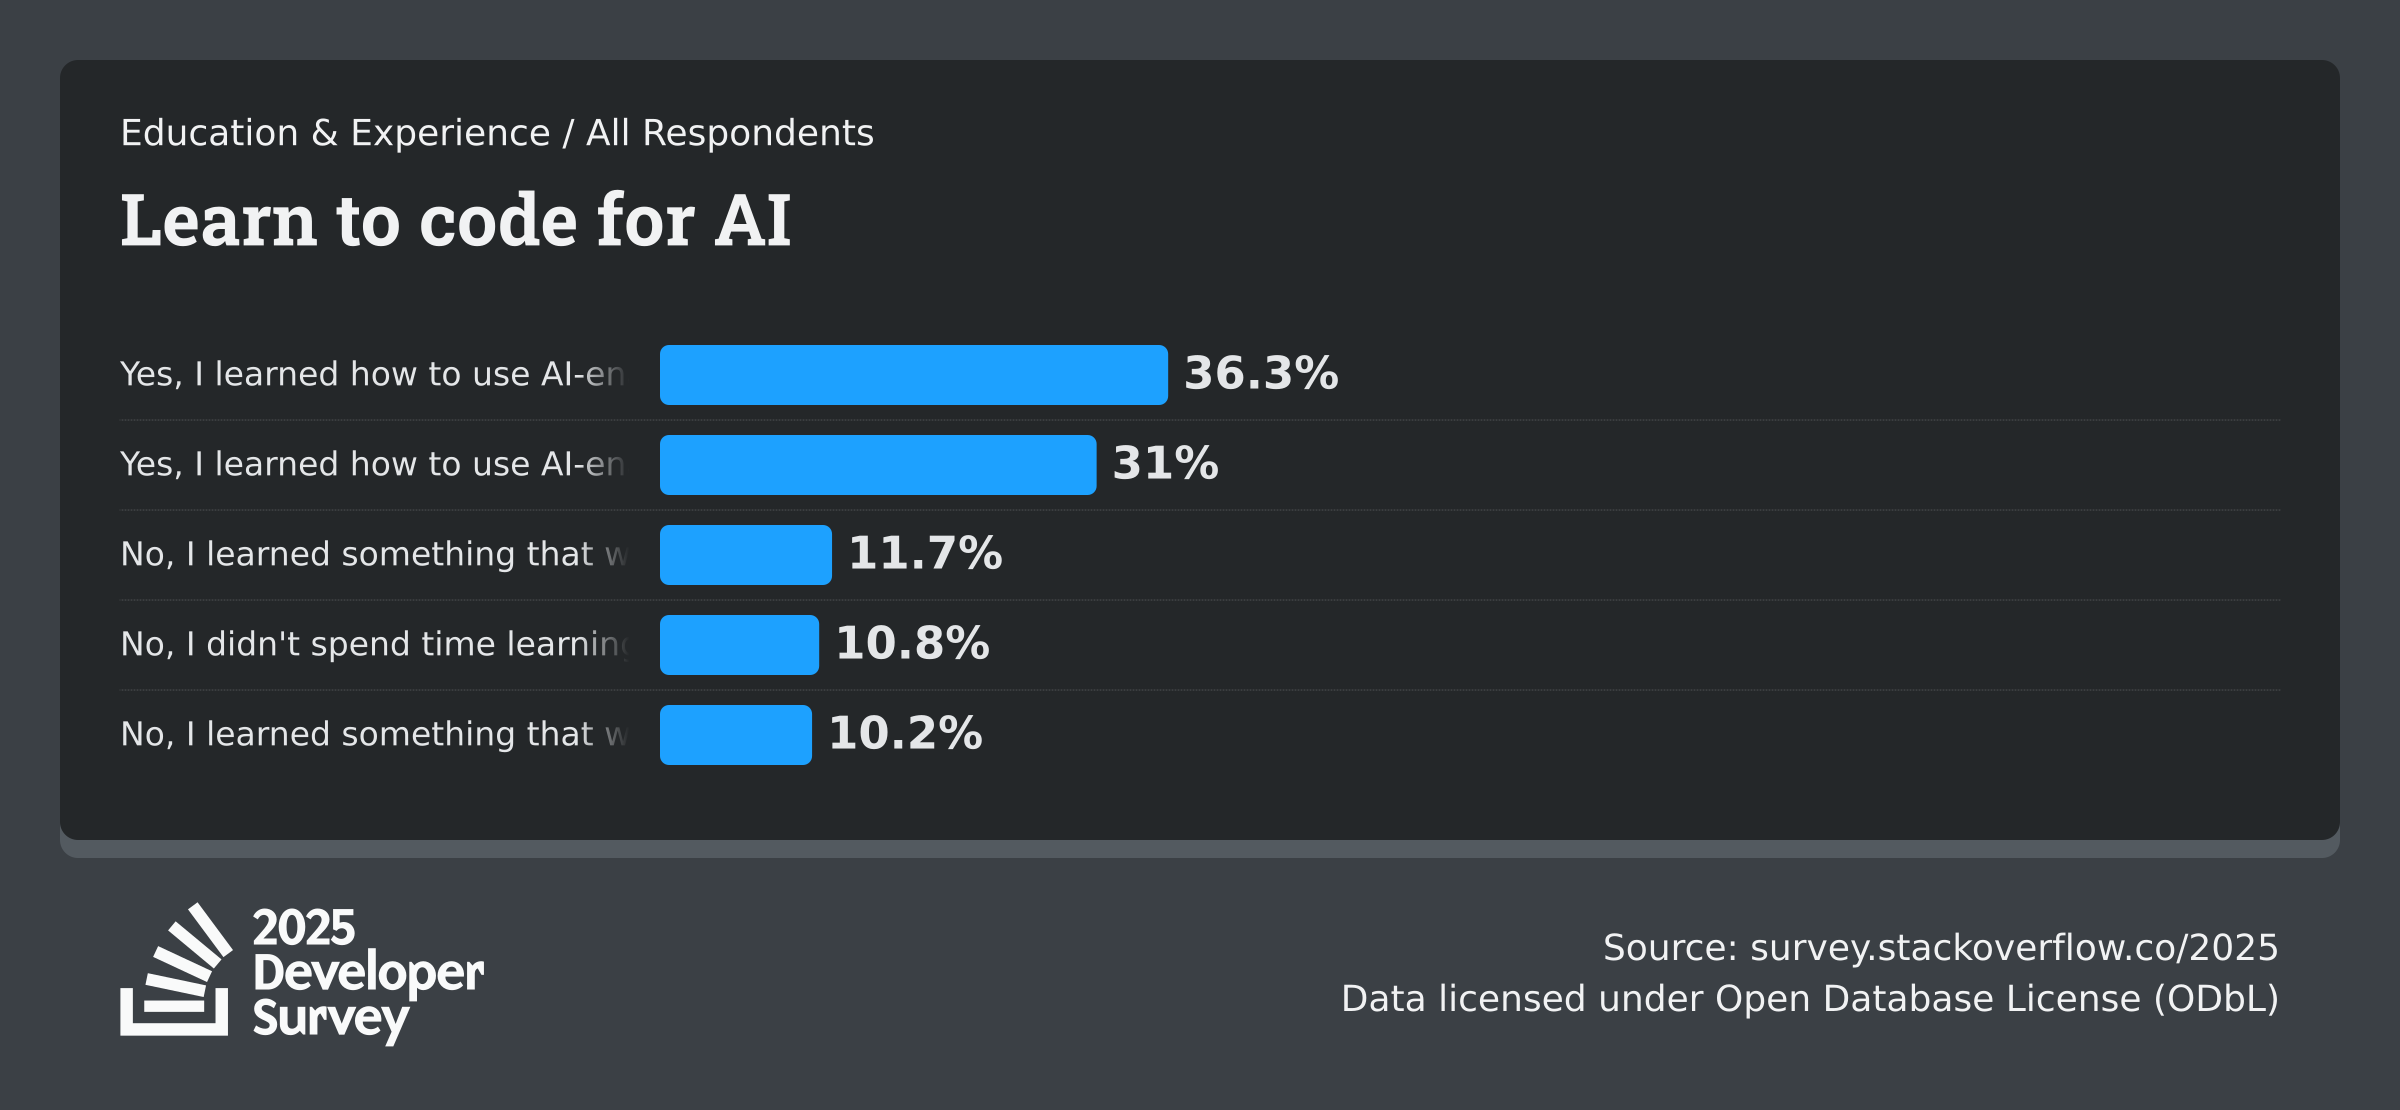 Education & Experience / All Respondents
Learn to code for AI
Yes, I learned how to use AI-en
36.3%
Yes, I learned how to use AI-en
31%
No, I learned something that w
11.7%
No, I didn't spend time learning
10.8%
No, I learned something that w
10.2%
2025
Developer
Survey
Source: survey.stackoverflow.co/2025
Data licensed under Open Database License (ODbL)